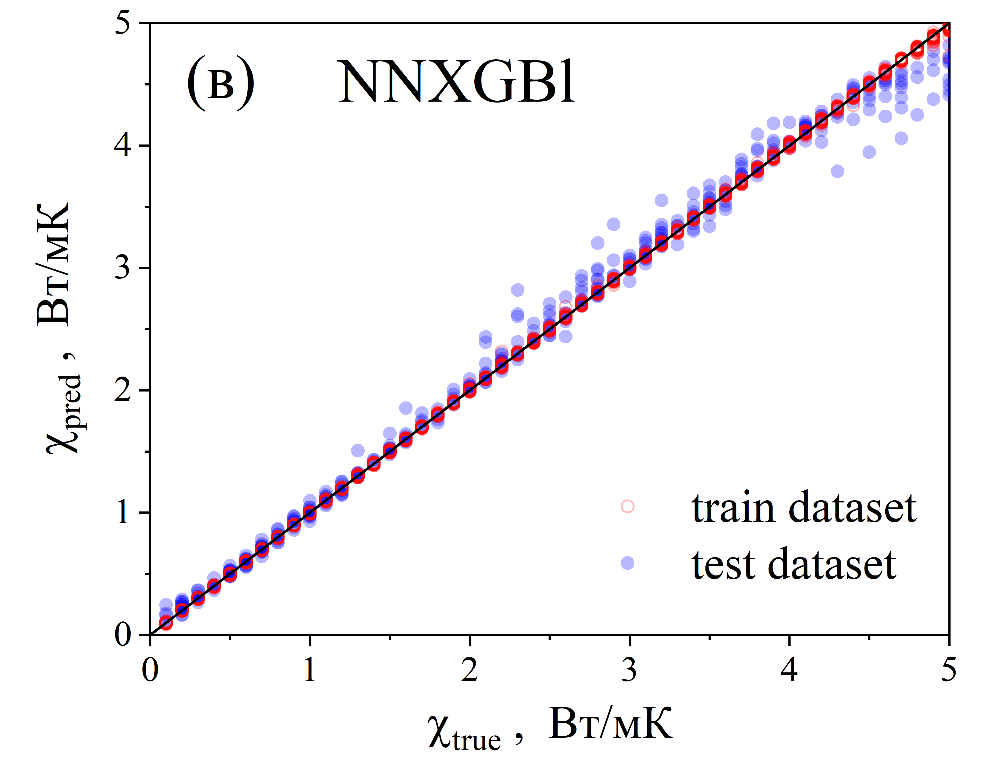 (в) NNXGBl
χpred , Вт/мК
5
4
3
2
1
0
train dataset
test dataset
0 1 2 3 4 5
χtrue , Вт/мК